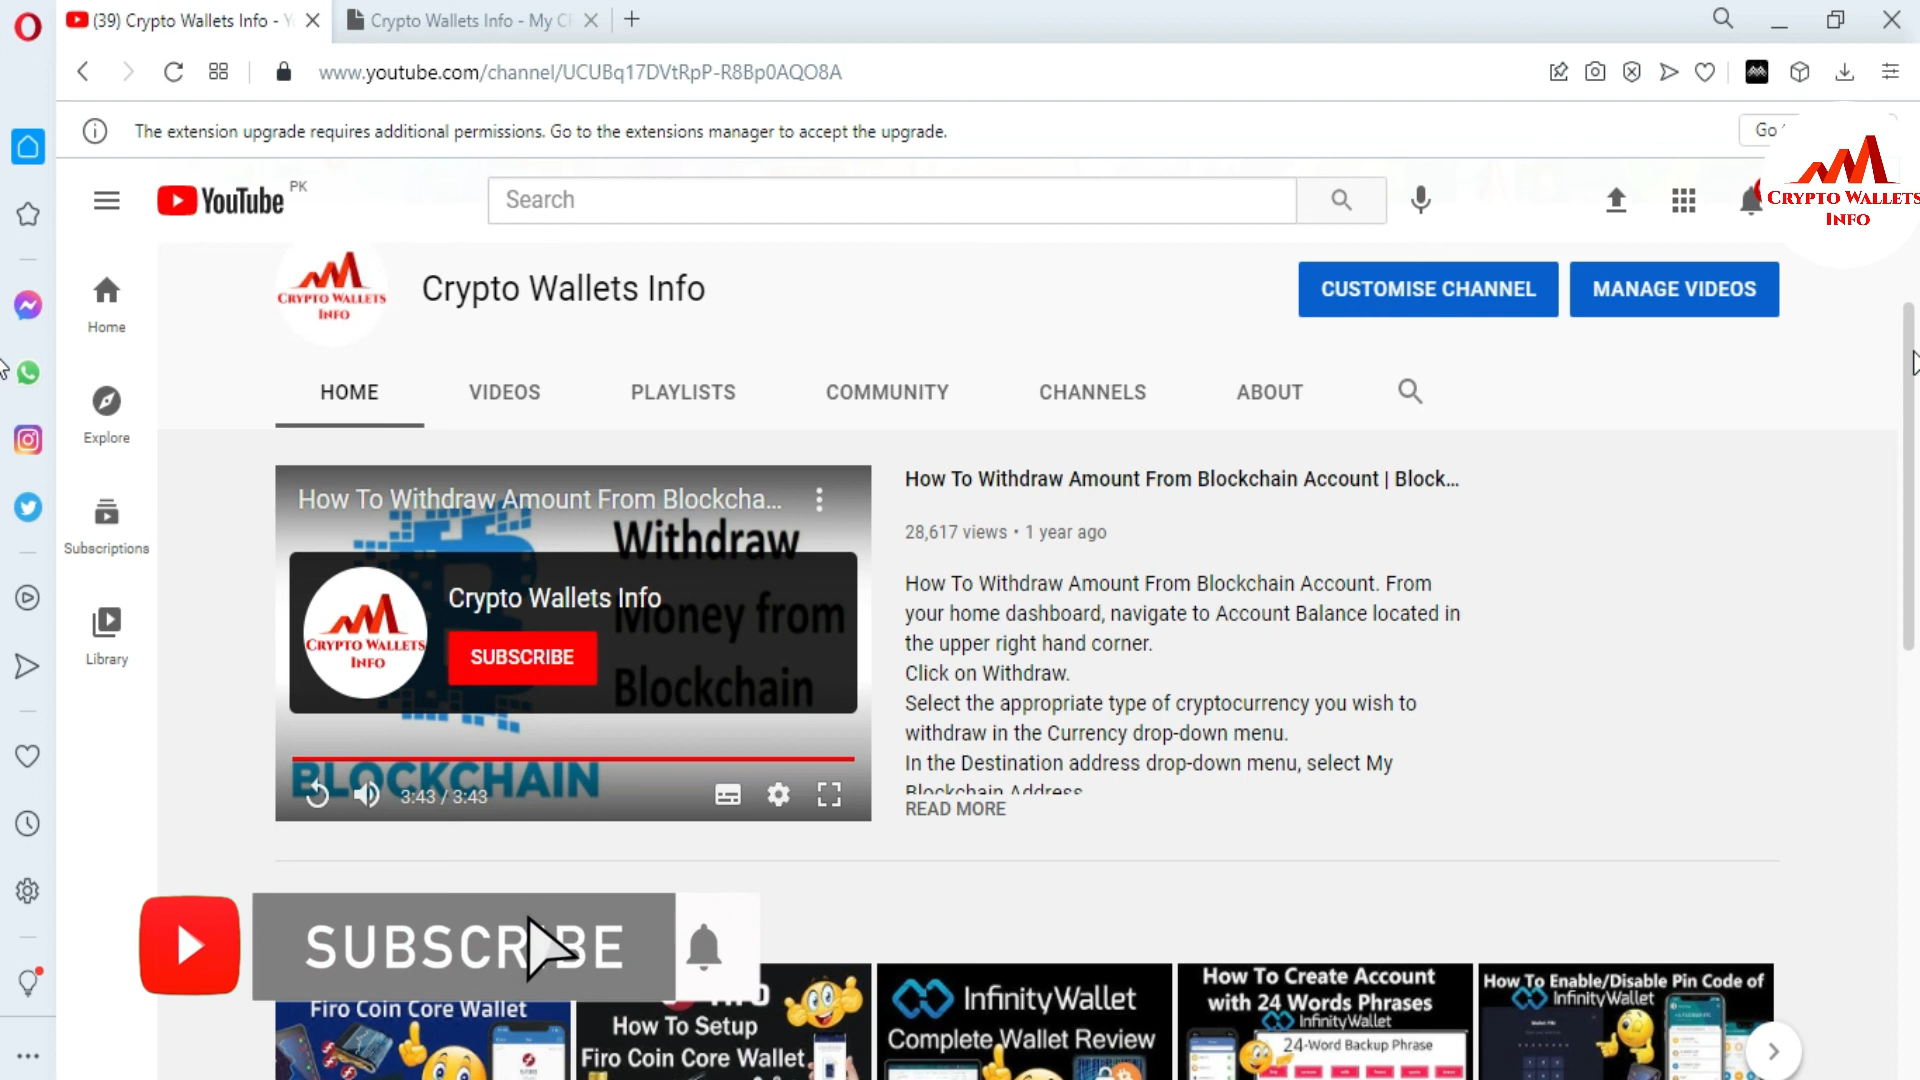 (39) Crypto Wallets Info - Y
Crypto Wallets Info - My C
www.youtube.com/channel/UCUBq17DVtRpP-R8Bp0AQO8A
The extension upgrade requires additional permissions. Go to the extensions manager to accept the upgrade.
Go
CRYPTO WALLETS
INFO
YouTube PK
Search
CRYPTO WALLETS
INFO
Crypto Wallets Info
CUSTOMISE CHANNEL
MANAGE VIDEOS
Home
Explore
Subscriptions
Library
HOME
VIDEOS
PLAYLISTS
COMMUNITY
CHANNELS
ABOUT
How To Withdraw Amount From Blockcha...
Withdraw
Money from
Blockchain
CRYPTO WALLETS
INFO
Crypto Wallets Info
SUBSCRIBE
BLOCKCHAIN
3:43 / 3:43
How To Withdraw Amount From Blockchain Account | Block...
28,617 views • 1 year ago
How To Withdraw Amount From Blockchain Account. From
your home dashboard, navigate to Account Balance located in
the upper right hand corner.
Click on Withdraw.
Select the appropriate type of cryptocurrency you wish to
withdraw in the Currency drop-down menu.
In the Destination address drop-down menu, select My
Blockchain Address
READ MORE
SUBSCRIBE
Firo Coin Core Wallet
How To Setup
Firo Coin Core Wallet
InfinityWallet
Complete Wallet Review
How To Create Account
with 24 Words Phrases
InfinityWallet
24-Word Backup Phrase
How To Enable/Disable Pin Code of
InfinityWallet